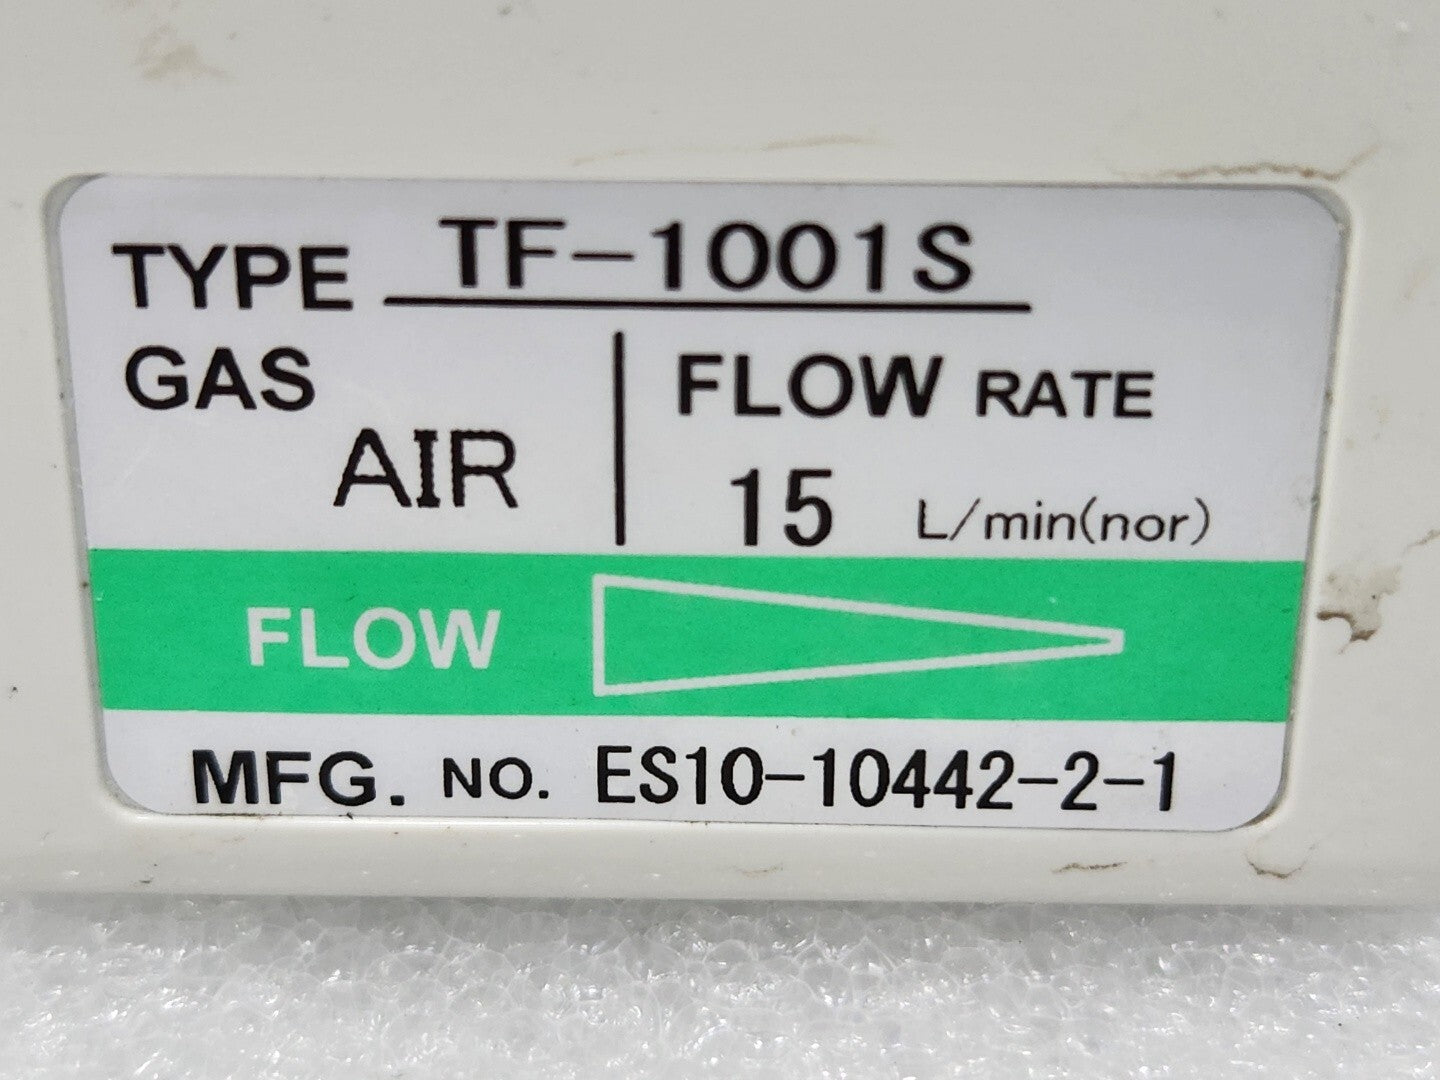 TYPE TF-1001S
GAS
AIR
FLOW RATE
15 L/min(nor)
FLOW
MFG. NO. ES10-10442-2-1